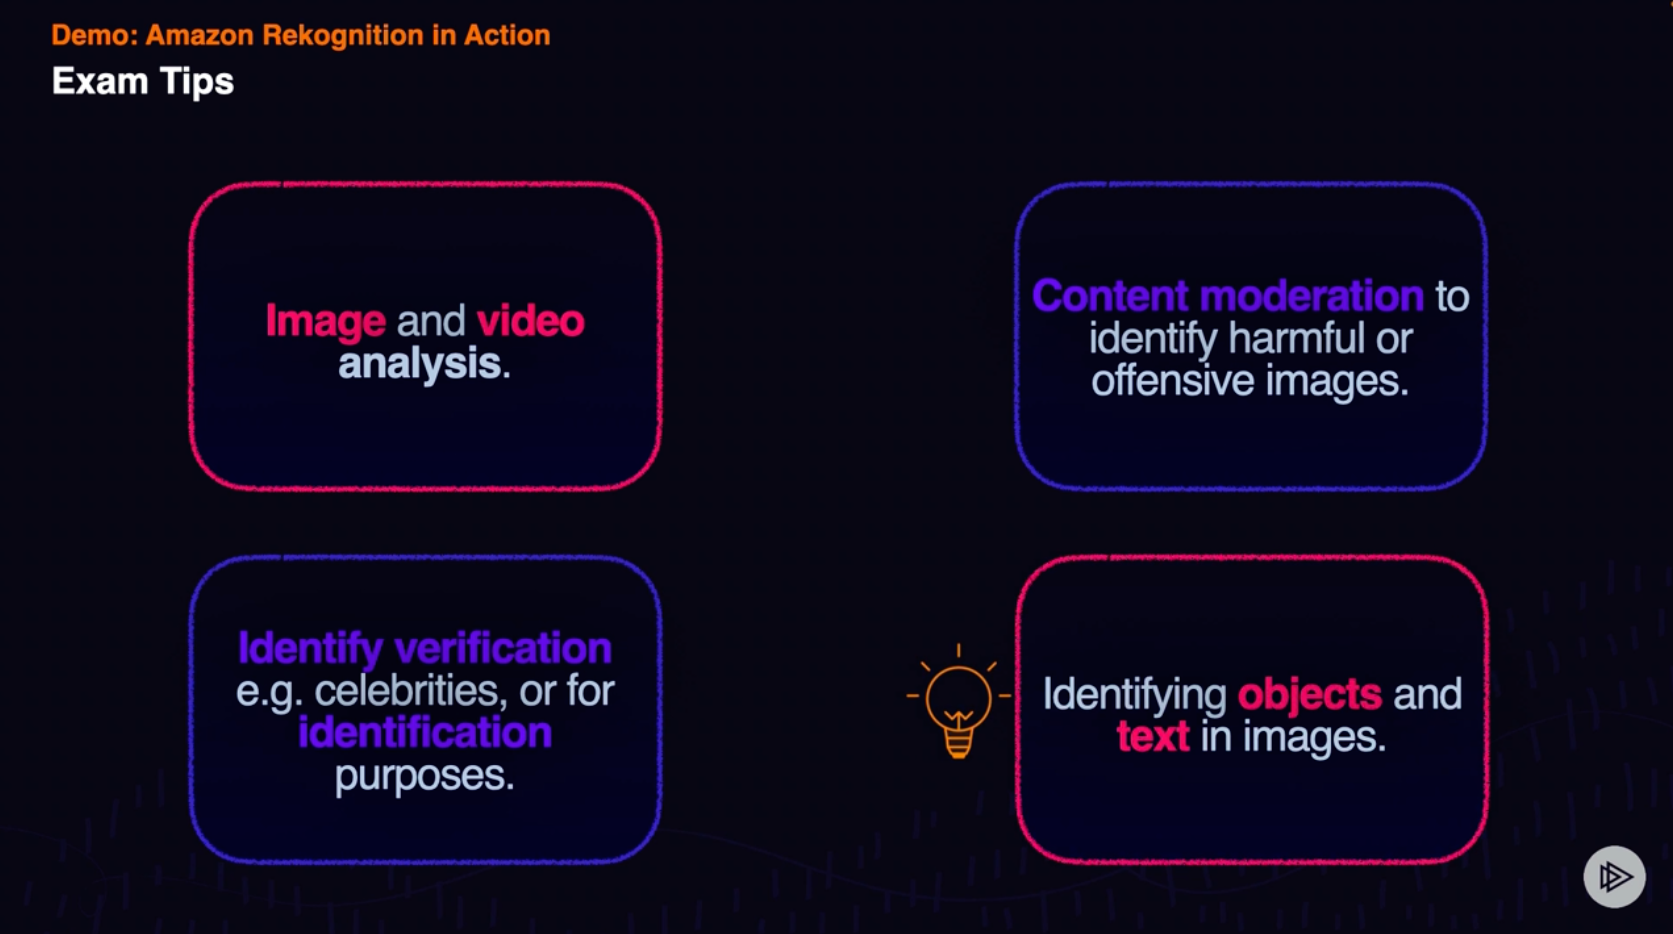 Demo: Amazon Rekognition in Action
Exam Tips
Image and video
analysis.
Content moderation to
identify harmful or
offensive images.
Identify verification
e.g. celebrities, or for
identification
purposes.
Identifying objects and
text in images.